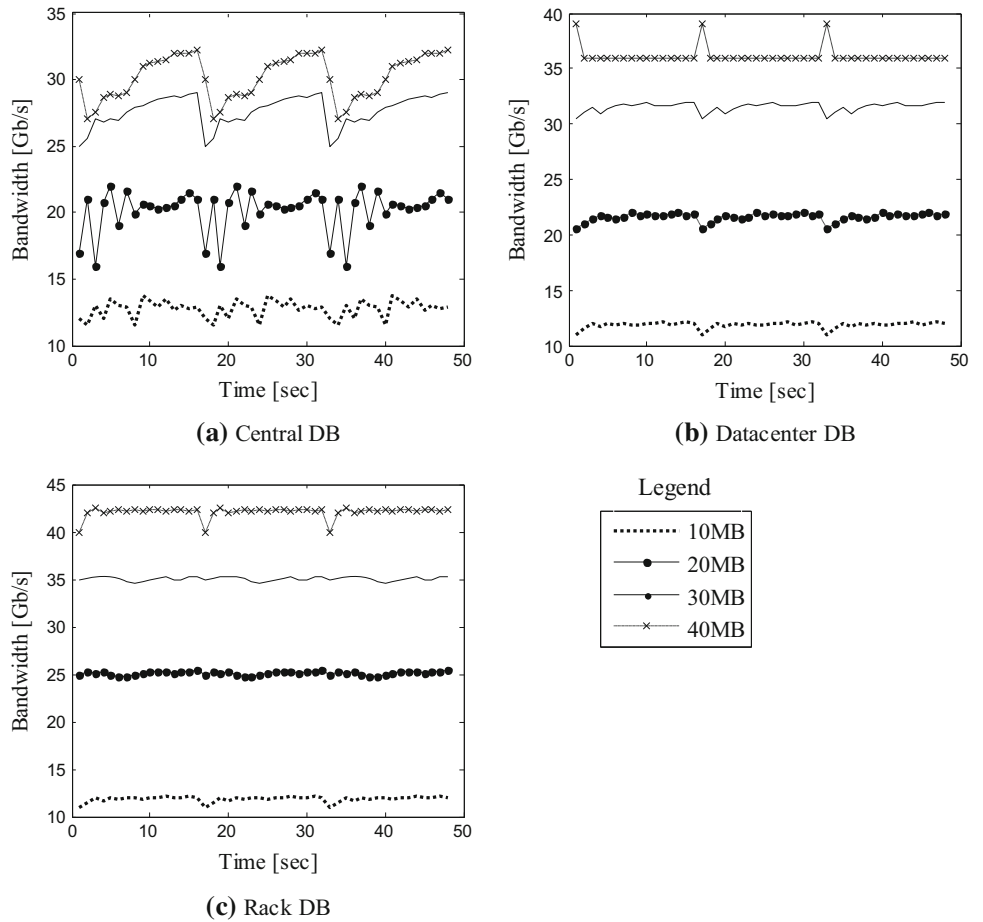 35
30
25
20
15
10
0
10
20
30
40
50
Bandwidth [Gb/s]
Time [sec]
(a) Central DB
40
35
30
25
20
15
10
0
10
20
30
40
50
Bandwidth [Gb/s]
Time [sec]
(b) Datacenter DB
45
40
35
30
25
20
15
10
0
10
20
30
40
50
Bandwidth [Gb/s]
Time [sec]
(c) Rack DB
Legend
10MB
20MB
30MB
40MB